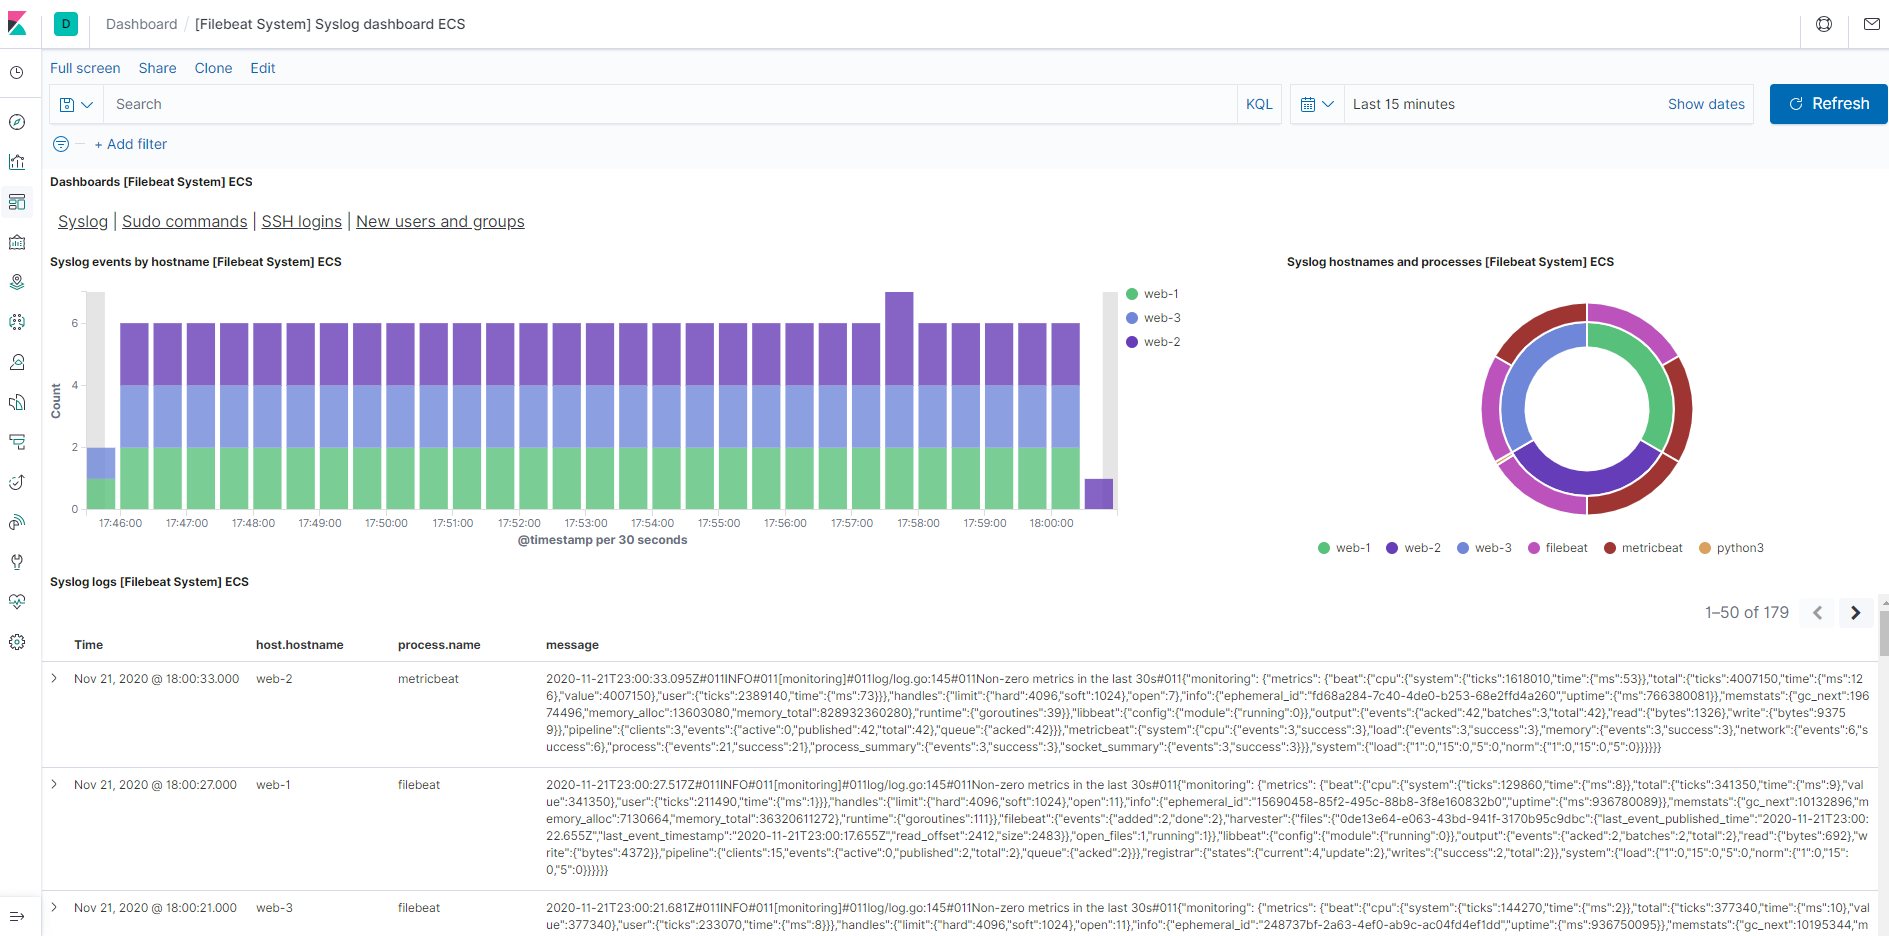 D Dashboard / [Filebeat System] Syslog dashboard ECS
Full screen Share Clone Edit
Search KQL Last 15 minutes Show dates Refresh
+ Add filter
Dashboards [Filebeat System] ECS
Syslog | Sudo commands | SSH logins | New users and groups
Syslog events by hostname [Filebeat System] ECS
Count
6
4
2
0
17:46:00 17:47:00 17:48:00 17:49:00 17:50:00 17:51:00 17:52:00 17:53:00 17:54:00 17:55:00 17:56:00 17:57:00 17:58:00 17:59:00 18:00:00
@timestamp per 30 seconds
web-1
web-3
web-2
Syslog hostnames and processes [Filebeat System] ECS
web-1 web-2 web-3 filebeat metricbeat python3
Syslog logs [Filebeat System] ECS
1–50 of 179
Time host.hostname process.name message
Nov 21, 2020 @ 18:00:33.000 web-2 metricbeat 2020-11-21T23:00:33.095Z#011INFO#011[monitoring]#011log/log.go:145#011Non-zero metrics in the last 30s#011{"monitoring": {"metrics": {"beat":{"cpu":{"system":{"ticks":1618010,"time":{"ms":53}},"total":{"ticks":4007150,"time":{"ms":12
6},"value":4007150},"user":{"ticks":2389140,"time":{"ms":73}}},"handles":{"limit":{"hard":4096,"soft":1024},"open":7},"info":{"ephemeral_id":"fd68a284-7c40-4de0-b253-68e2ffd4a260","uptime":{"ms":766380081}},"memstats":{"gc_next":196
74496,"memory_alloc":13603080,"memory_total":828932360280},"runtime":{"goroutines":39}},"libbeat":{"config":{"module":{"running":0}},"output":{"events":{"acked":42,"batches":3,"total":42},"read":{"bytes":1326},"write":{"bytes":9375
9}},"pipeline":{"clients":3,"events":{"active":0,"published":42,"total":42},"queue":{"acked":42}}},"metricbeat":{"system":{"cpu":{"events":3,"success":3},"load":{"events":3,"success":3},"memory":{"events":3,"success":3},"network":{"events":6,"s
uccess":6},"process":{"events":21,"success":21},"process_summary":{"events":3,"success":3},"socket_summary":{"events":3,"success":3}}},"system":{"load":{"1":0,"15":0,"5":0,"norm":{"1":0,"15":0,"5":0}}}}}}
Nov 21, 2020 @ 18:00:27.000 web-1 filebeat 2020-11-21T23:00:27.517Z#011INFO#011[monitoring]#011log/log.go:145#011Non-zero metrics in the last 30s#011{"monitoring": {"metrics": {"beat":{"cpu":{"system":{"ticks":129860,"time":{"ms":8}},"total":{"ticks":341350,"time":{"ms":9},"val
ue":341350},"user":{"ticks":211490,"time":{"ms":1}}},"handles":{"limit":{"hard":4096,"soft":1024},"open":11},"info":{"ephemeral_id":"15690458-85f2-495c-88b8-3f8e160832b0","uptime":{"ms":936780089}},"memstats":{"gc_next":10132896,"m
emory_alloc":7130664,"memory_total":36320611272},"runtime":{"goroutines":111}},"filebeat":{"events":{"added":2,"done":2},"harvester":{"files":{"0de13e64-e063-43bd-941f-3170b95c9dbc":{"last_event_published_time":"2020-11-21T23:00:
22.655Z","last_event_timestamp":"2020-11-21T23:00:17.655Z","read_offset":2412,"size":2483}},"open_files":1,"running":1}},"libbeat":{"config":{"module":{"running":0}},"output":{"events":{"acked":2,"batches":2,"total":2},"read":{"bytes":692},"w
rite":{"bytes":4372}},"pipeline":{"clients":15,"events":{"active":0,"published":2,"total":2},"queue":{"acked":2}}},"registrar":{"states":{"current":4,"update":2},"writes":{"success":2,"total":2}},"system":{"load":{"1":0,"15":0,"5":0,"norm":{"1":0,"15":
0,"5":0}}}}}}
Nov 21, 2020 @ 18:00:21.000 web-3 filebeat 2020-11-21T23:00:21.681Z#011INFO#011[monitoring]#011log/log.go:145#011Non-zero metrics in the last 30s#011{"monitoring": {"metrics": {"beat":{"cpu":{"system":{"ticks":144270,"time":{"ms":2}},"total":{"ticks":377340,"time":{"ms":10},"val
ue":377340},"user":{"ticks":233070,"time":{"ms":8}}},"handles":{"limit":{"hard":4096,"soft":1024},"open":11},"info":{"ephemeral_id":"248737bf-2a63-4ef0-ab9c-ac04fd4ef1dd","uptime":{"ms":936750095}},"memstats":{"gc_next":10195344,"m